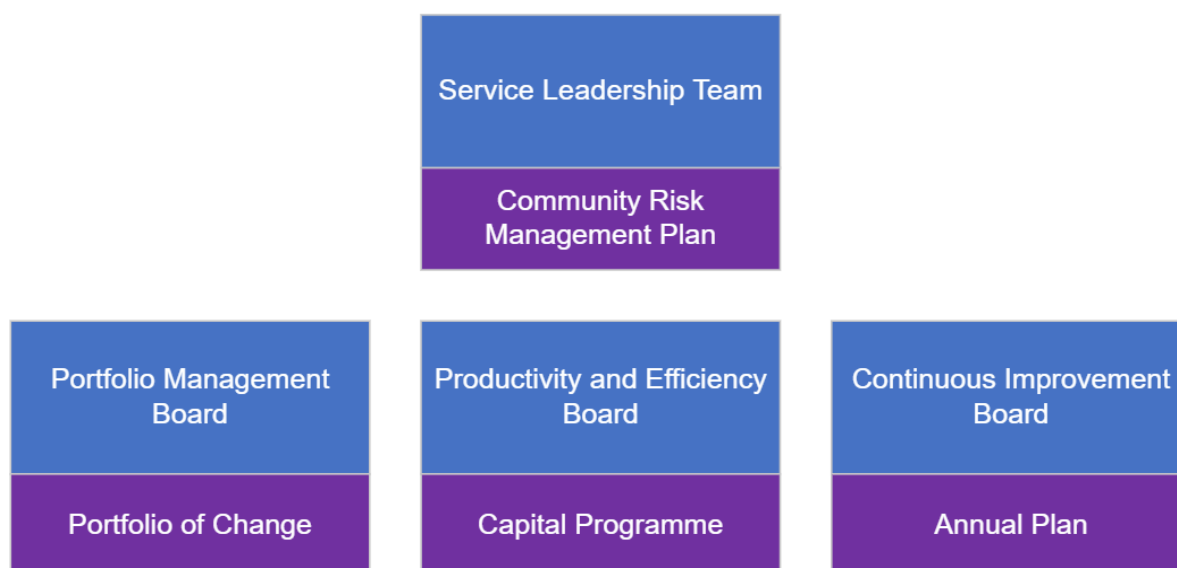 Service Leadership Team
Community Risk
Management Plan
Portfolio Management
Board
Portfolio of Change
Productivity and Efficiency
Board
Capital Programme
Continuous Improvement
Board
Annual Plan